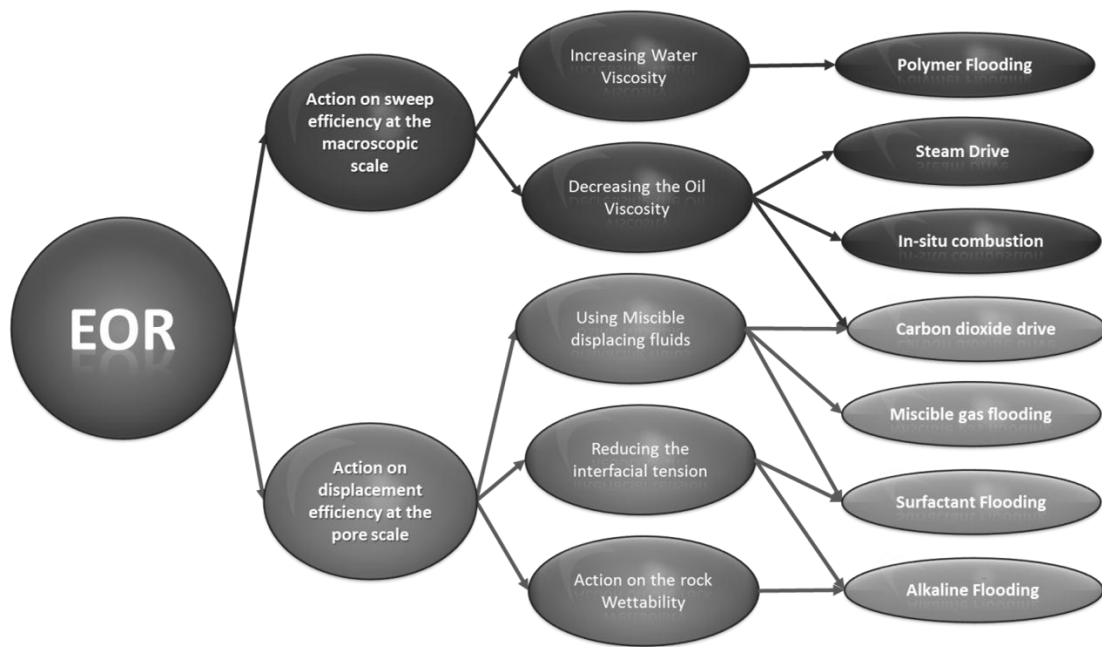 EOR
Action on sweep
efficiency at the
macroscopic
scale
Action on
displacement
efficiency at the
pore scale
Increasing Water
Viscosity
Decreasing the Oil
Viscosity
Using Miscible
displacing fluids
Reducing the
interfacial tension
Action on the rock
Wettability
Polymer Flooding
Steam Drive
In-situ combustion
Carbon dioxide drive
Miscible gas flooding
Surfactant Flooding
Alkaline Flooding